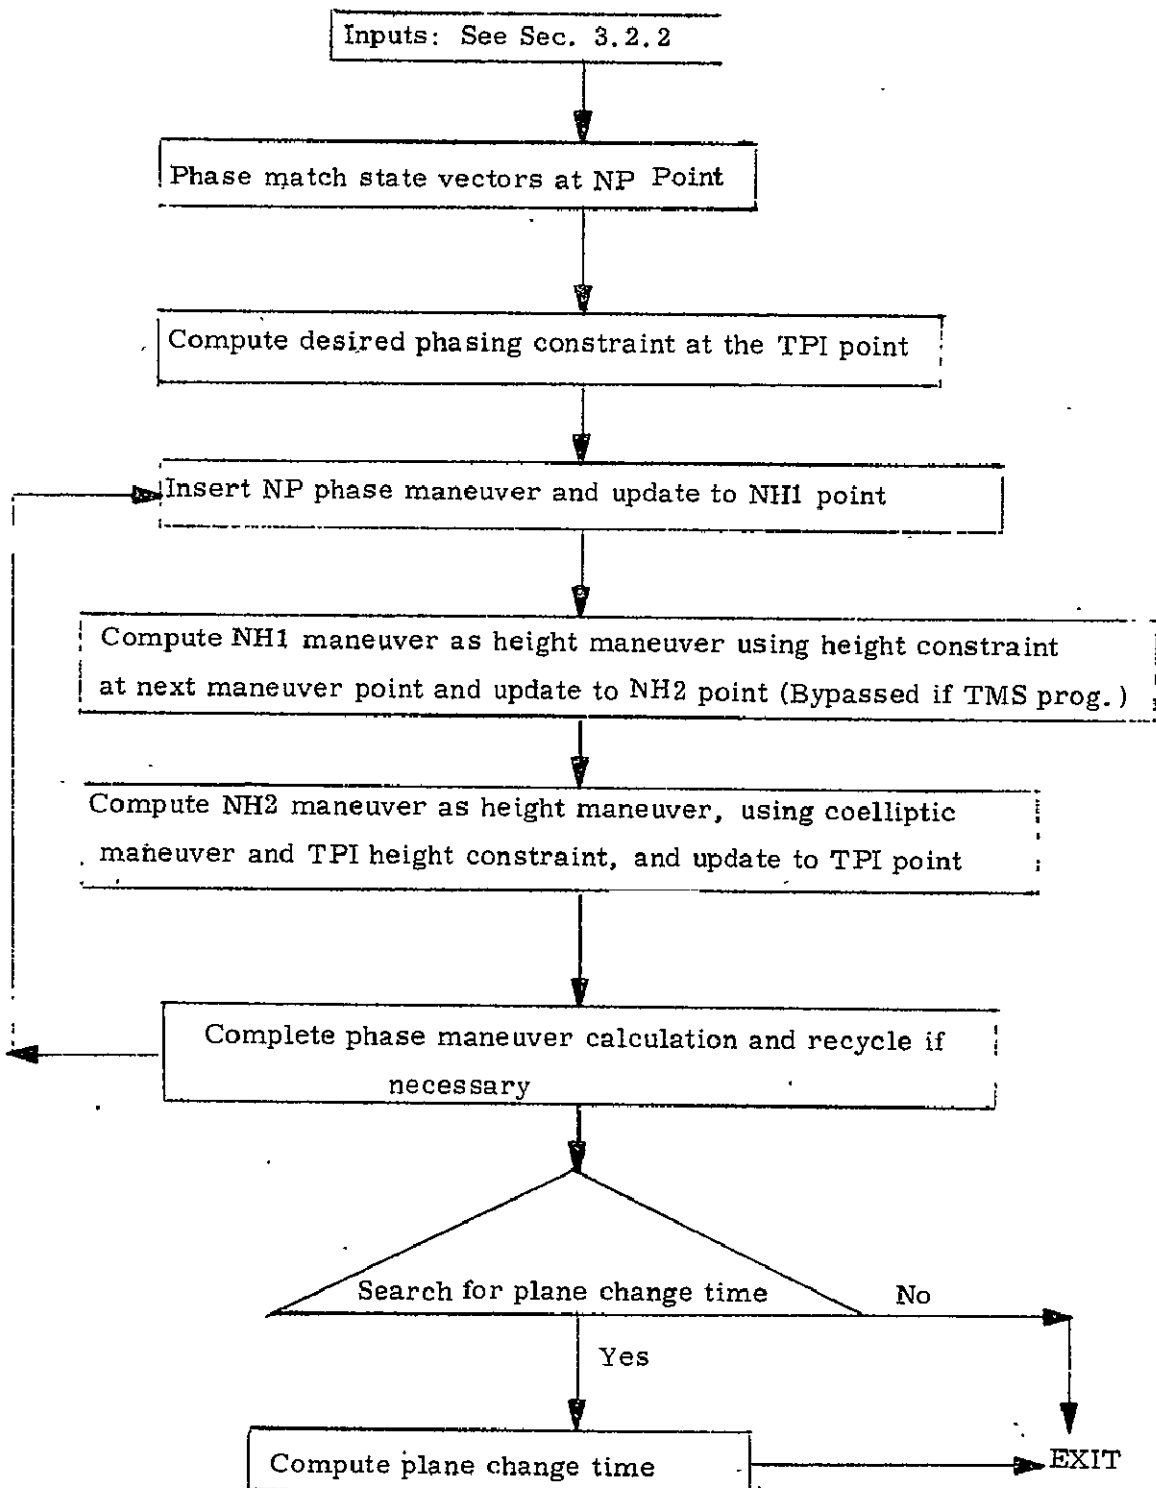 Inputs: See Sec. 3.2.2
Phase match state vectors at NP Point
Compute desired phasing constraint at the TPI point
Insert NP phase maneuver and update to NH1 point
Compute NH1 maneuver as height maneuver using height constraint
at next maneuver point and update to NH2 point (Bypassed if TMS prog.)
Compute NH2 maneuver as height maneuver, using coelliptic
maneuver and TPI height constraint, and update to TPI point
Complete phase maneuver calculation and recycle if
necessary
Search for plane change time
No
Yes
Compute plane change time
EXIT